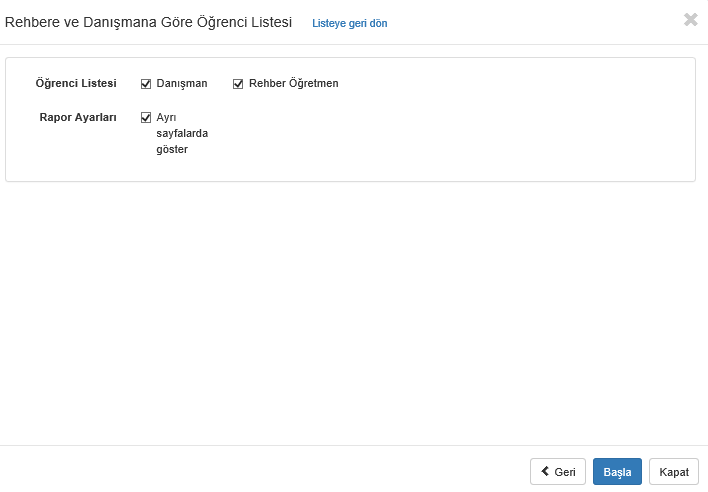 Rehbere ve Danışmana Göre Öğrenci Listesi Listeye geri dön
Öğrenci Listesi Danışman Rehber Öğretmen
Rapor Ayarları Ayrı
sayfalarda
göster
Geri Başla Kapat